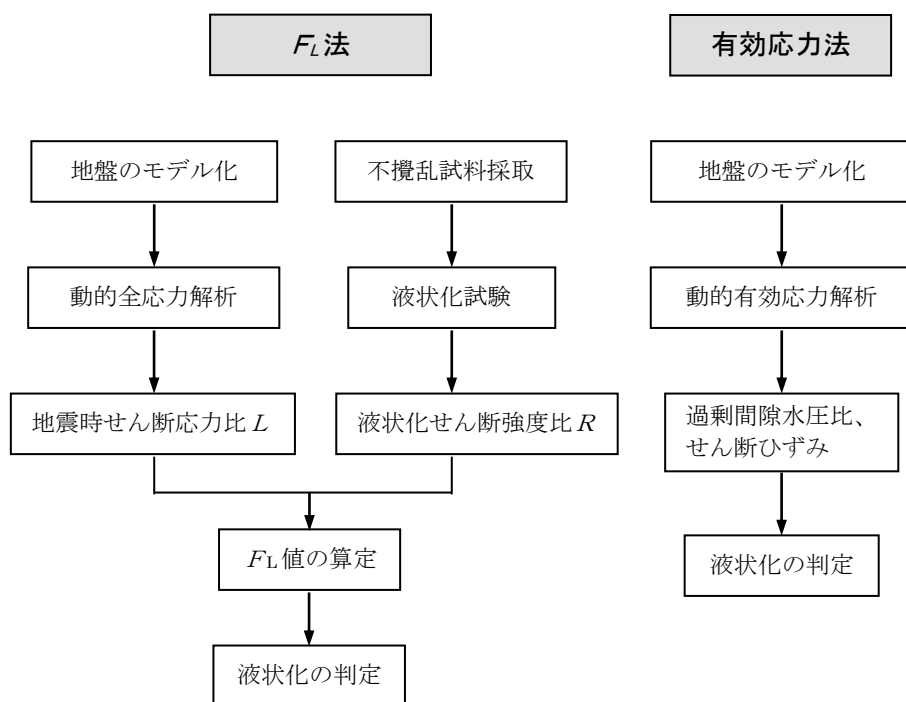 FL法
地盤のモデル化
動的全応力解析
地震時せん断応力比L
不攪乱試料採取
液状化試験
液状化せん断強度比R
FL値の算定
液状化の判定
有効応力法
地盤のモデル化
動的有効応力解析
過剰間隙水圧比、
せん断ひずみ
液状化の判定